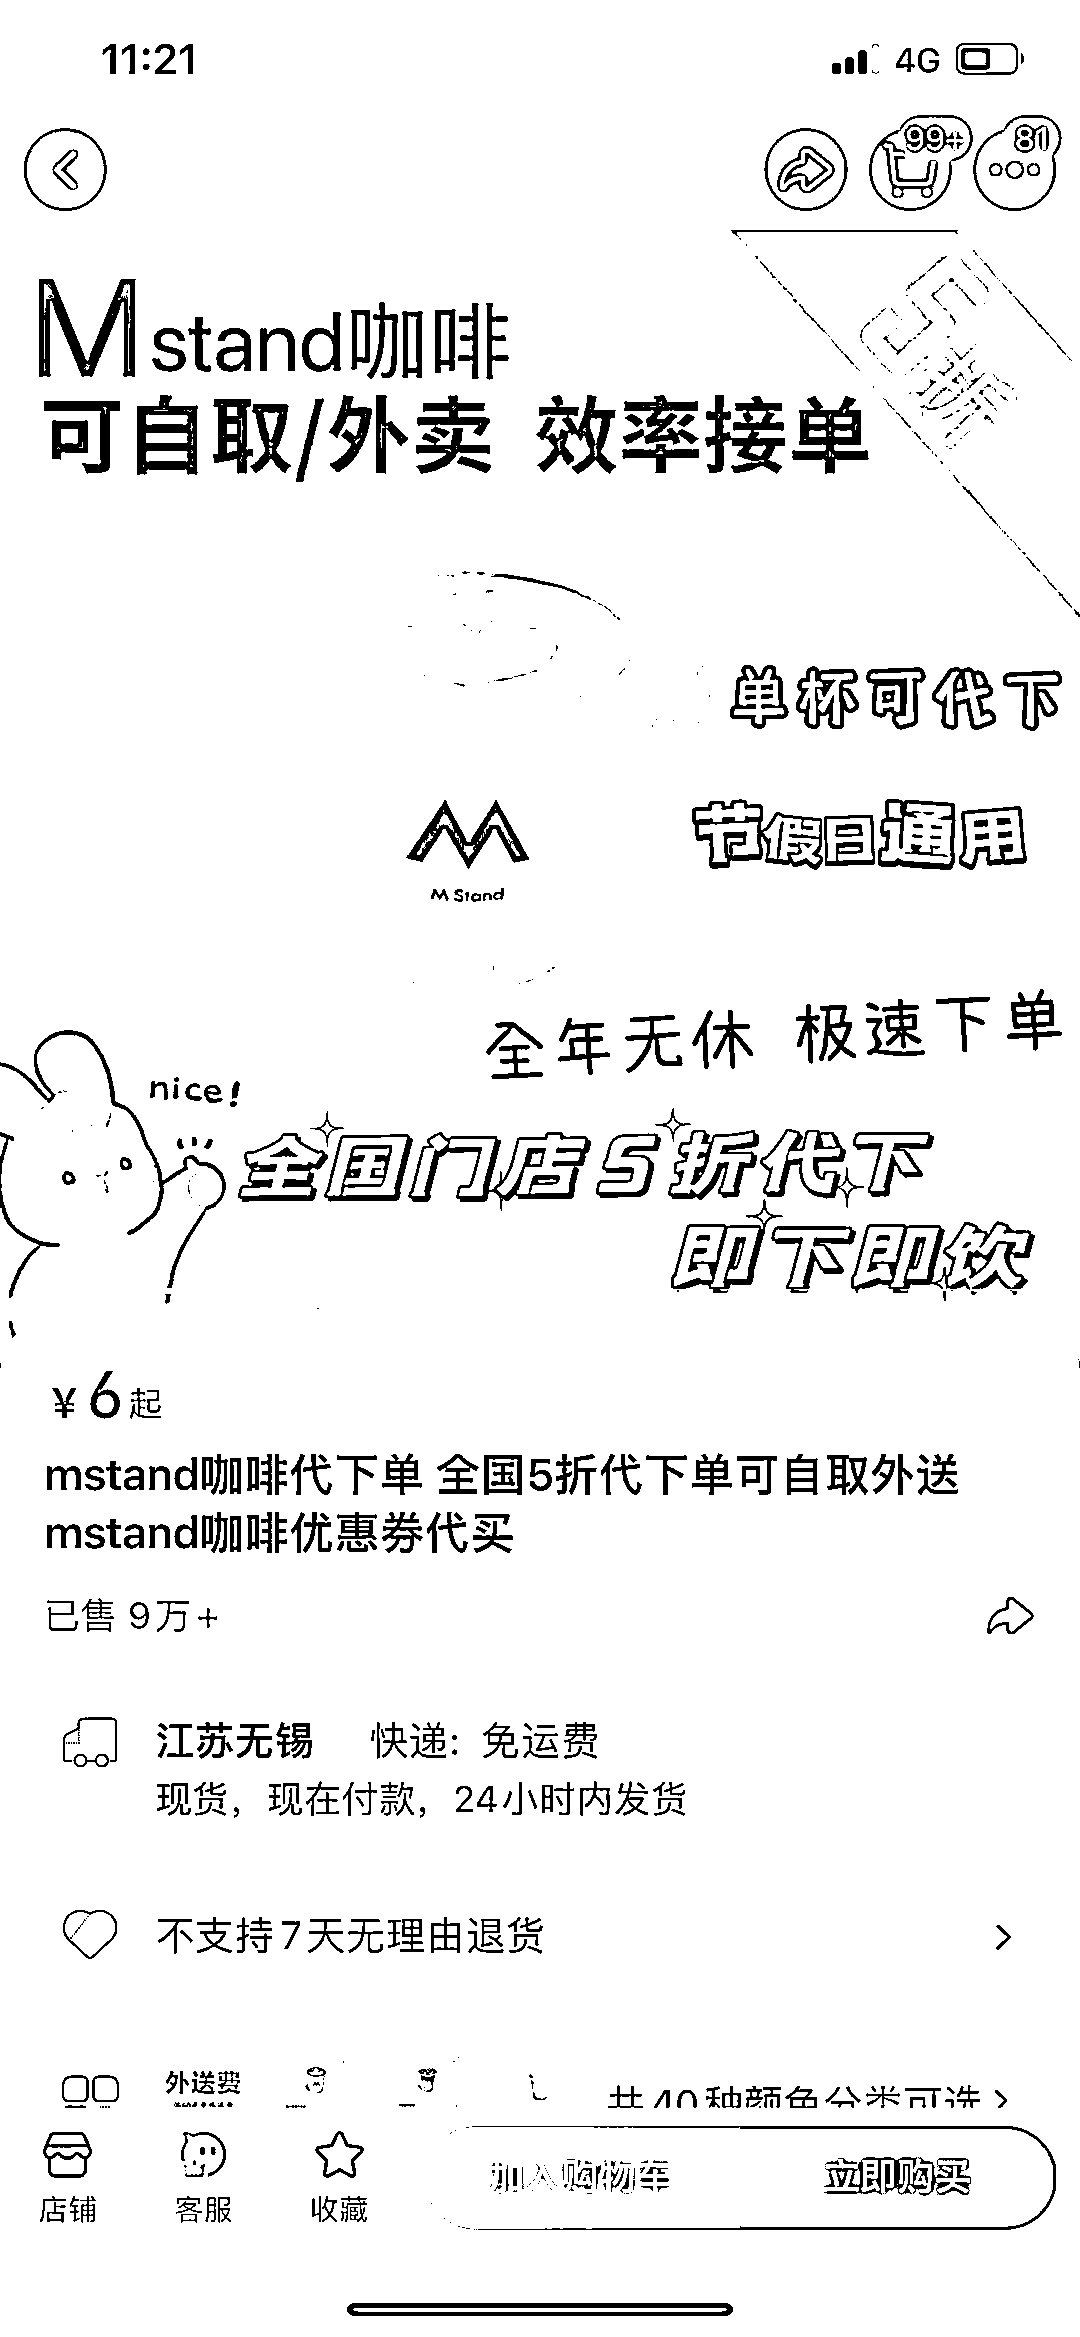 11:21
4G
99+
81
5折
Mstand咖啡
可自取/外卖 效率接单
单杯可代下
节假日通用
M Stand
全年无休 极速下单
nice!
全国门店5折代下
即下即饮
¥6起
mstand咖啡代下单 全国5折代下单可自取外送
mstand咖啡优惠券代买
已售 9万+
江苏无锡 快递: 免运费
现货，现在付款，24小时内发货
不支持7天无理由退货
外送费
共40种颜色分类可选
店铺
客服
收藏
加入购物车
立即购买